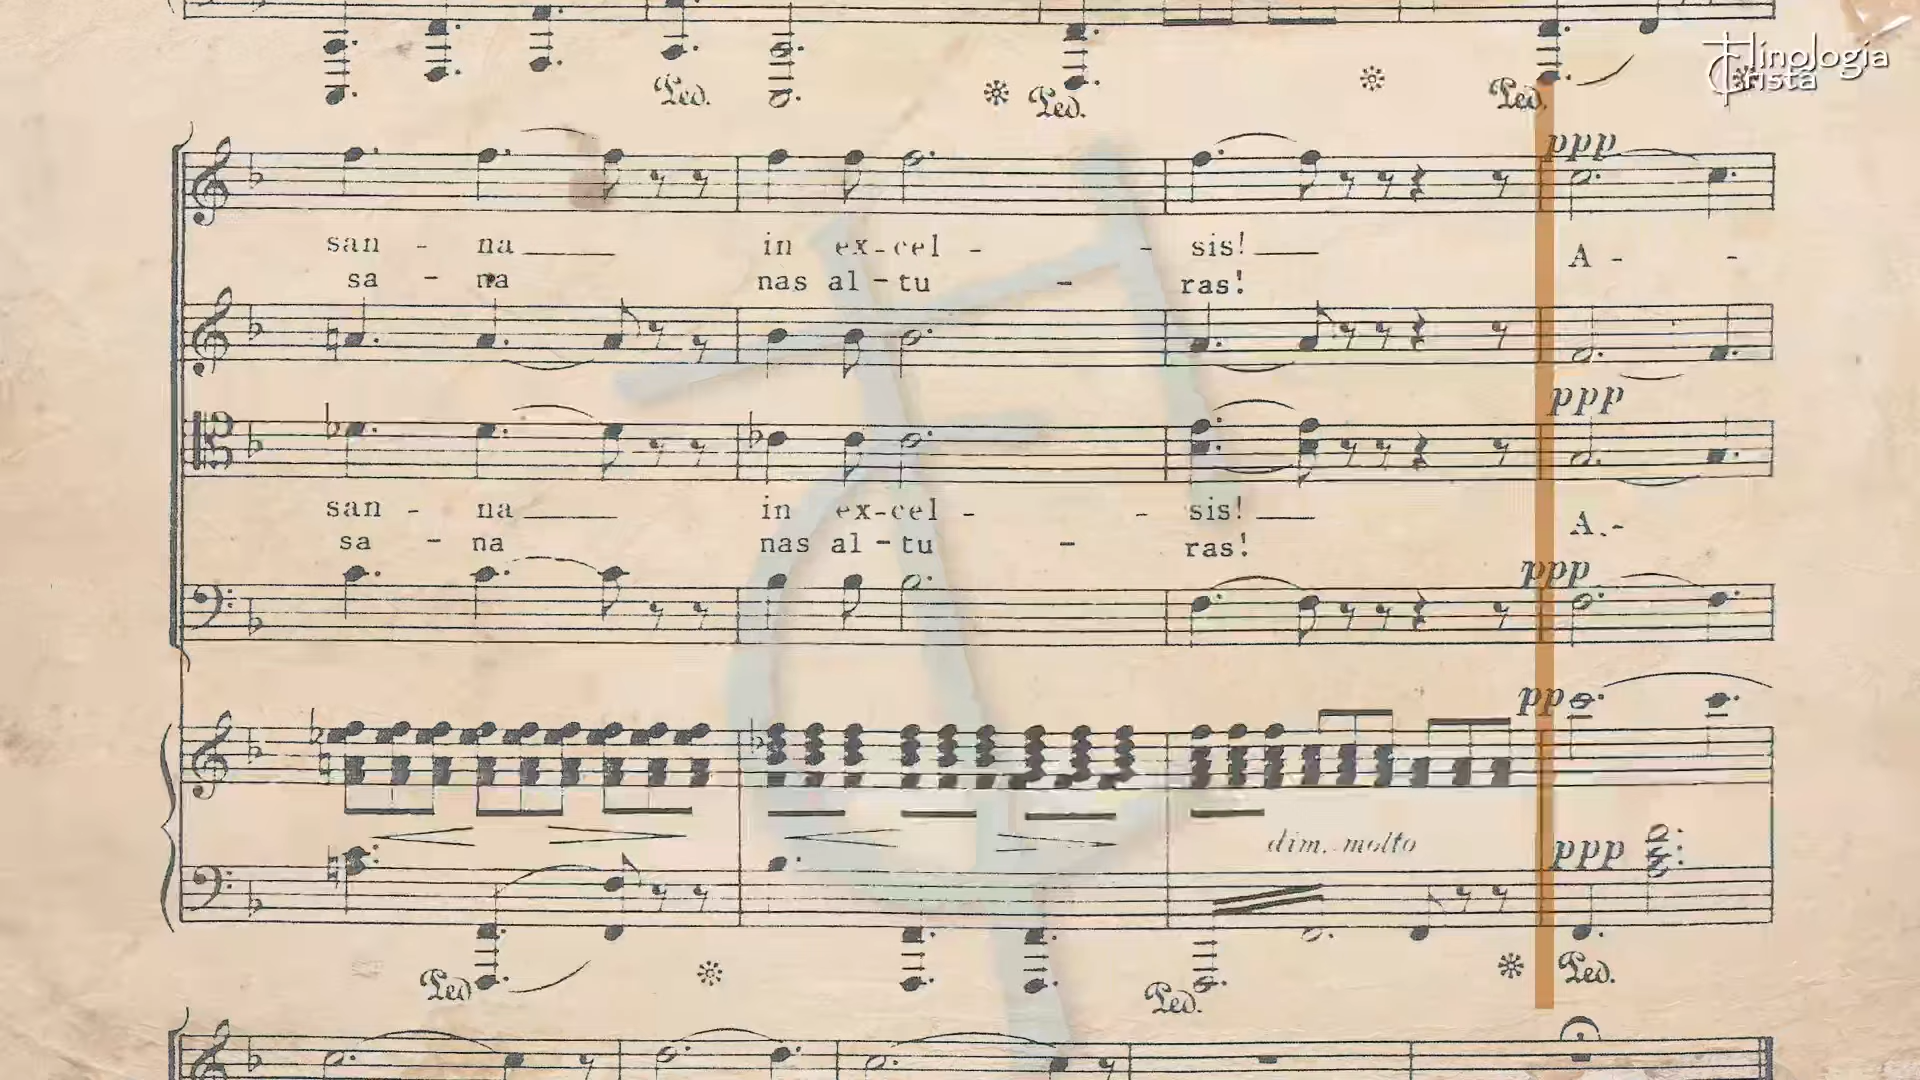 Ped. Ped. Ped.
Hinologia
Cristã
ppp
san - na in ex-cel - - sis! A - -
sa - na nas al-tu - ras!
ppp
san - na in ex-cel - - sis! A.-
sa - na nas al-tu - ras!
ppp
pp
dim. molto
ppp
Ped. Ped. Ped.